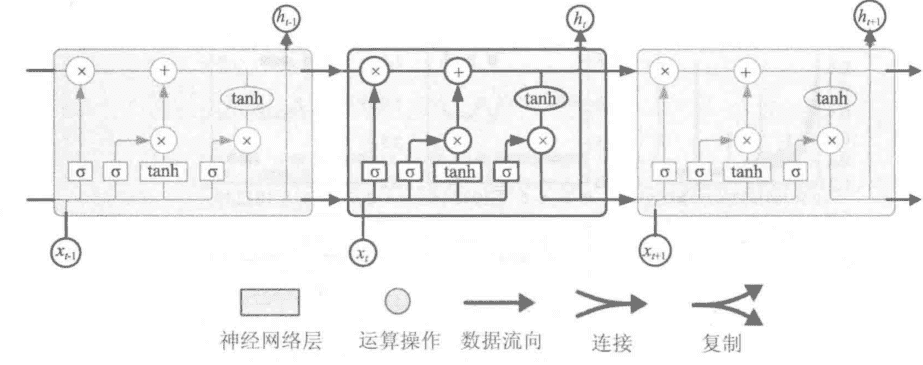 h_{t-1} h_t h_{t+1}
× + × + × +
tanh tanh tanh
× × × × × ×
σ σ tanh σ σ σ tanh σ σ σ tanh σ
x_{t-1} x_t x_{t+1}
神经网络层 运算操作 数据流向 连接 复制